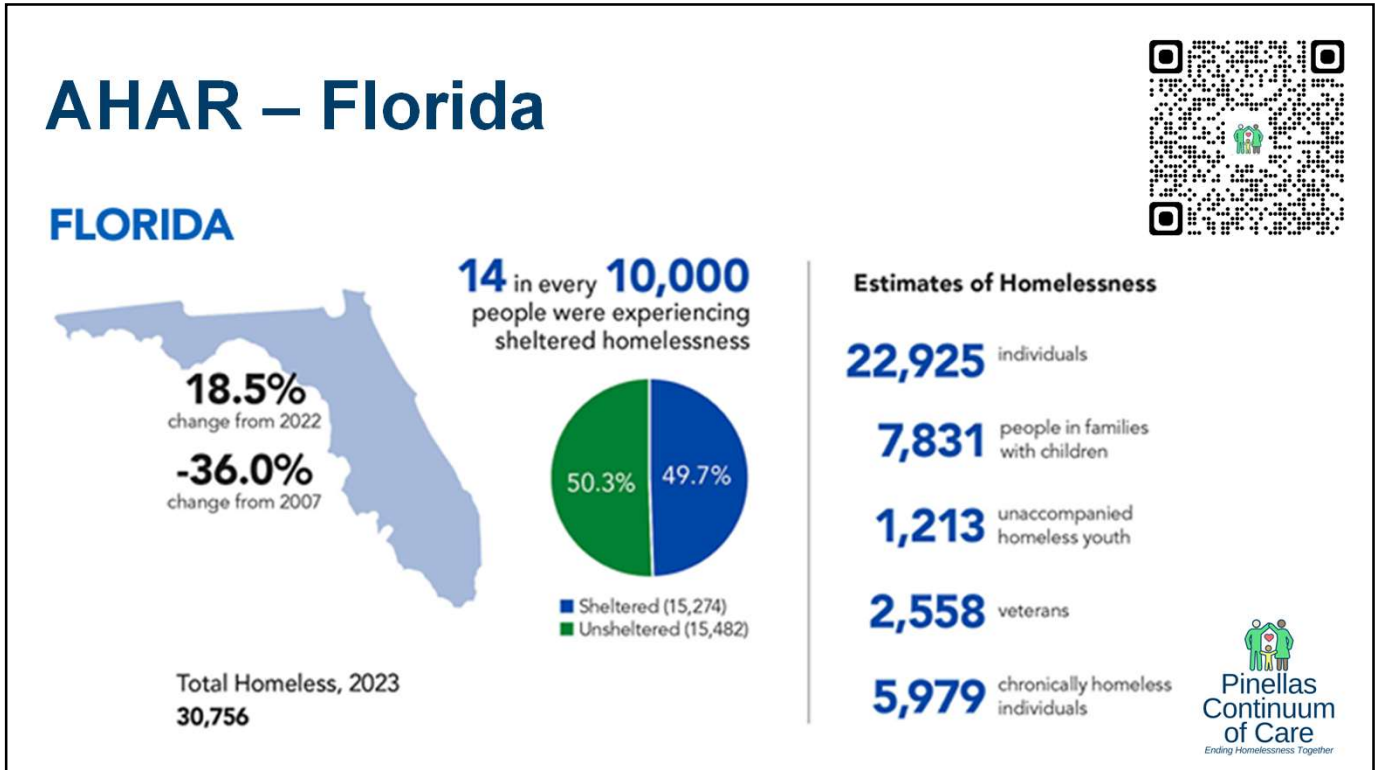 AHAR – Florida
FLORIDA
18.5%
change from 2022
-36.0%
change from 2007
Total Homeless, 2023
30,756
14 in every 10,000
people were experiencing
sheltered homelessness
50.3%
49.7%
Sheltered (15,274)
Unsheltered (15,482)
Estimates of Homelessness
22,925 individuals
7,831 people in families
with children
1,213 unaccompanied
homeless youth
2,558 veterans
5,979 chronically homeless
individuals
Pinellas
Continuum
of Care
Ending Homelessness Together